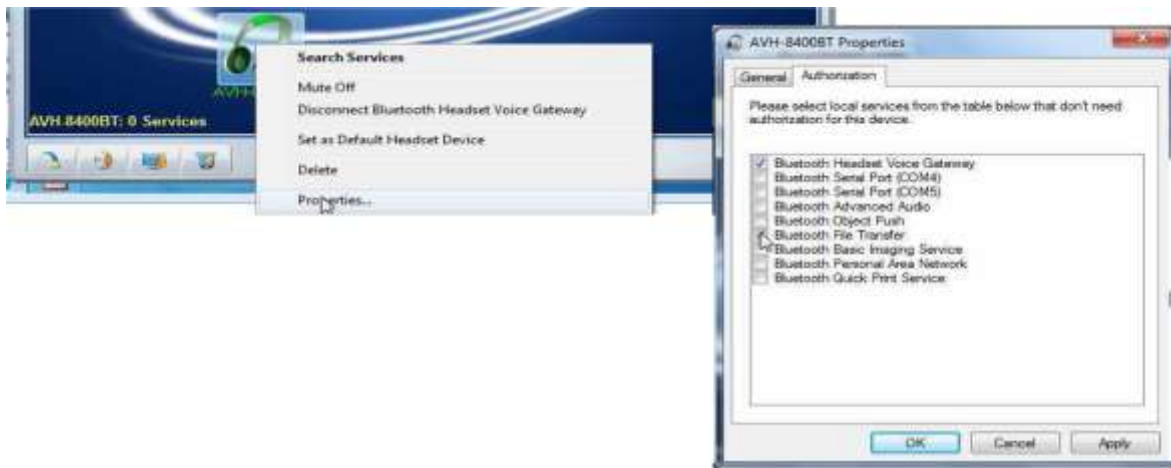 Search Services
Mute Off
Disconnect Bluetooth Headset Voice Gateway
Set as Default Headset Device
Delete
Properties...
AVH
AVH-8400BT: 0 Services
AVH-8400BT Properties
General Authorization
Please select local services from the table below that don't need
authorization for this device.
Bluetooth Headset Voice Gateway
Bluetooth Serial Port (COM4)
Bluetooth Serial Port (COM5)
Bluetooth Advanced Audio
Bluetooth Object Push
Bluetooth File Transfer
Bluetooth Basic Imaging Service
Bluetooth Personal Area Network
Bluetooth Quick Print Service
OK Cancel Apply